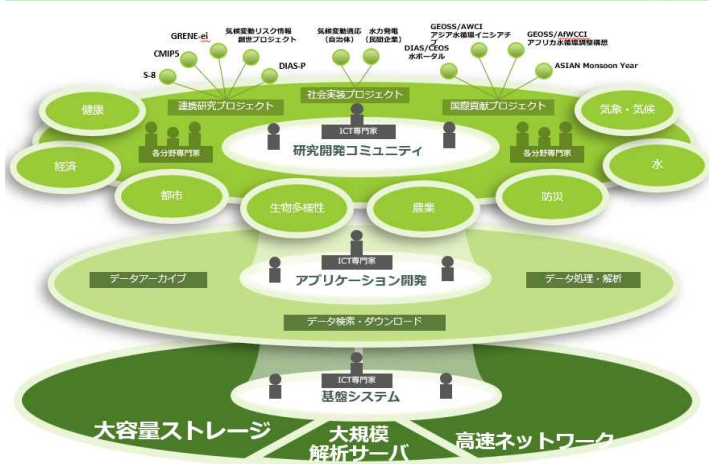 GRENE-ei
気候変動リスク情報
創世プロジェクト
CMIP5
S-8
DIAS-P
気候変動適応
（自治体）
水力発電
（民間企業）
GEOSS/AWCI
アジア水循環イニシアチ
ブ
DIAS/CEOS
水ポータル
GEOSS/AfWCCI
アフリカ水循環調整構想
ASIAN Monsoon Year
連携研究プロジェクト
社会実装プロジェクト
国際貢献プロジェクト
健康
気象・気候
ICT専門家
研究開発コミュニティ
各分野専門家
各分野専門家
経済
水
都市
生物多様性
農業
防災
ICT専門家
アプリケーション開発
データアーカイブ
データ処理・解析
データ検索・ダウンロード
ICT専門家
基盤システム
大容量ストレージ
大規模
解析サーバ
高速ネットワーク